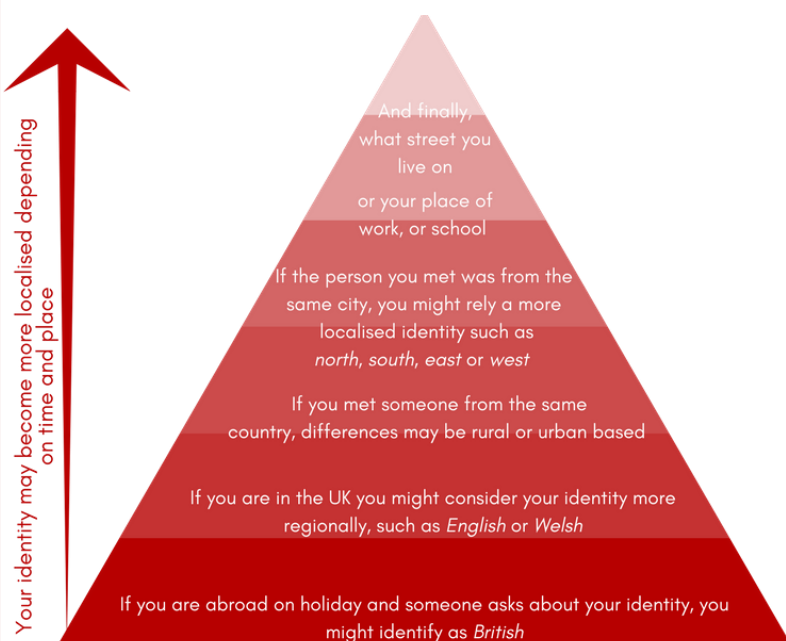 Your identity may become more localised depending
on time and place
And finally,
what street you
live on
or your place of
work, or school
If the person you met was from the
same city, you might rely a more
localised identity such as
north, south, east or west
If you met someone from the same
country, differences may be rural or urban based
If you are in the UK you might consider your identity more
regionally, such as English or Welsh
If you are abroad on holiday and someone asks about your identity, you
might identify as British